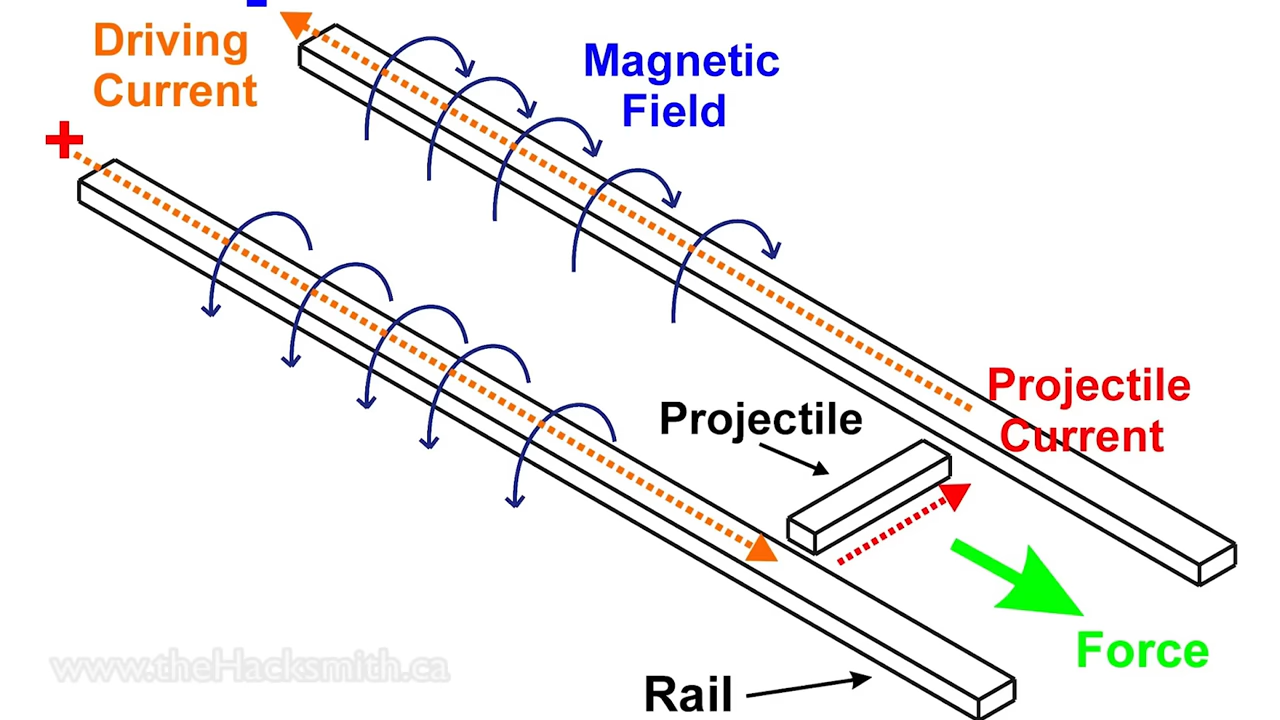 Driving
Current
-
+
Magnetic
Field
Projectile
Projectile
Current
Force
Rail
www.theHacksmith.ca